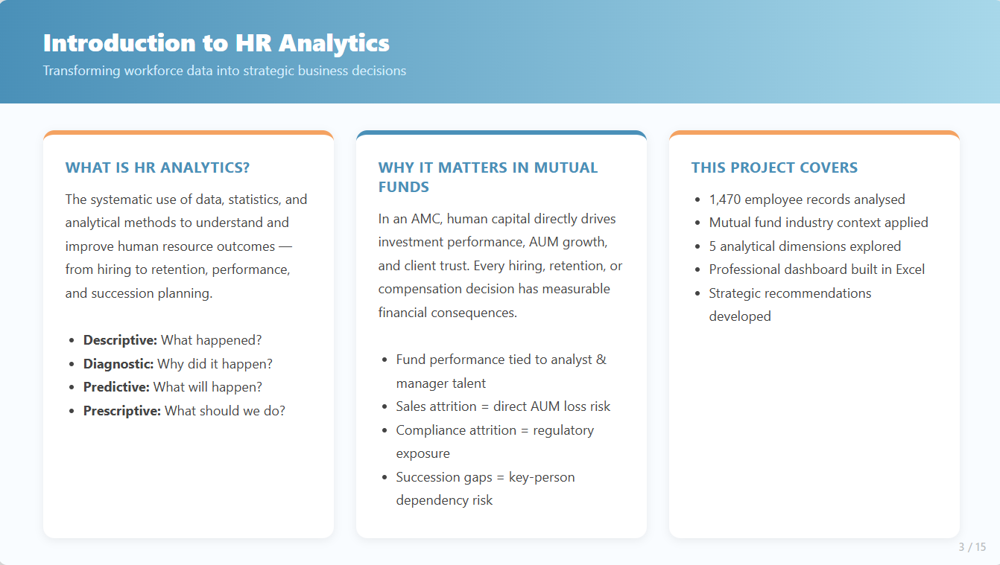 Introduction to HR Analytics
Transforming workforce data into strategic business decisions
WHAT IS HR ANALYTICS?
The systematic use of data, statistics, and
analytical methods to understand and
improve human resource outcomes —
from hiring to retention, performance,
and succession planning.
• Descriptive: What happened?
• Diagnostic: Why did it happen?
• Predictive: What will happen?
• Prescriptive: What should we do?
WHY IT MATTERS IN MUTUAL
FUNDS
In an AMC, human capital directly drives
investment performance, AUM growth,
and client trust. Every hiring, retention, or
compensation decision has measurable
financial consequences.
• Fund performance tied to analyst &
manager talent
• Sales attrition = direct AUM loss risk
• Compliance attrition = regulatory
exposure
• Succession gaps = key-person
dependency risk
THIS PROJECT COVERS
• 1,470 employee records analysed
• Mutual fund industry context applied
• 5 analytical dimensions explored
• Professional dashboard built in Excel
• Strategic recommendations
developed
3 / 15